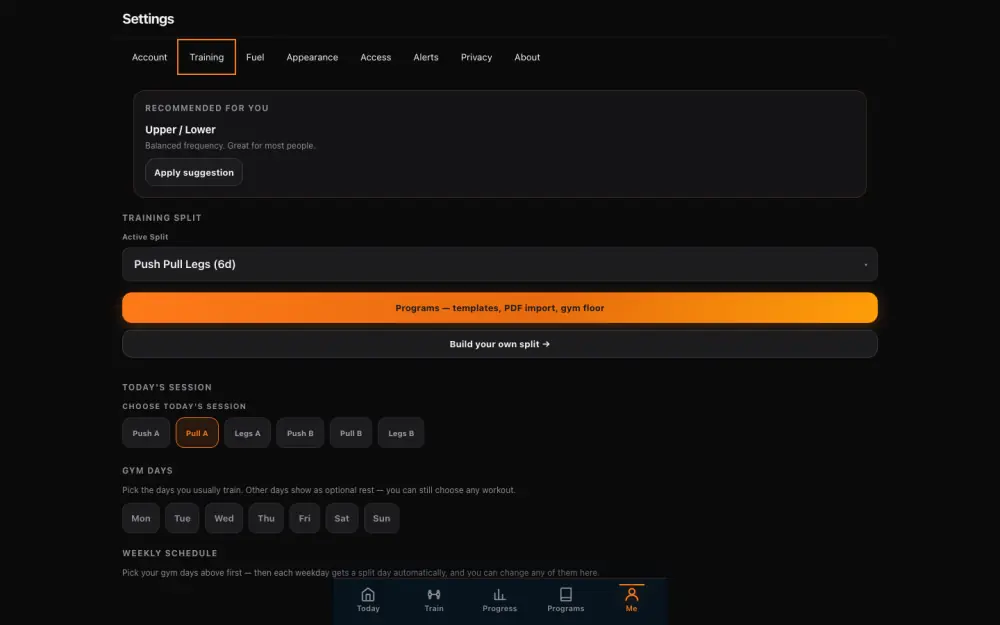 Settings
Account Training Fuel Appearance Access Alerts Privacy About
RECOMMENDED FOR YOU
Upper / Lower
Balanced frequency. Great for most people.
Apply suggestion
TRAINING SPLIT
Active Split
Push Pull Legs (6d)
Programs — templates, PDF import, gym floor
Build your own split →
TODAY'S SESSION
CHOOSE TODAY'S SESSION
Push A Pull A Legs A Push B Pull B Legs B
GYM DAYS
Pick the days you usually train. Other days show as optional rest — you can still choose any workout.
Mon Tue Wed Thu Fri Sat Sun
WEEKLY SCHEDULE
Pick your gym days above first — then each weekday gets a split day automatically, and you can change any of them here.
Today Train Progress Programs Me